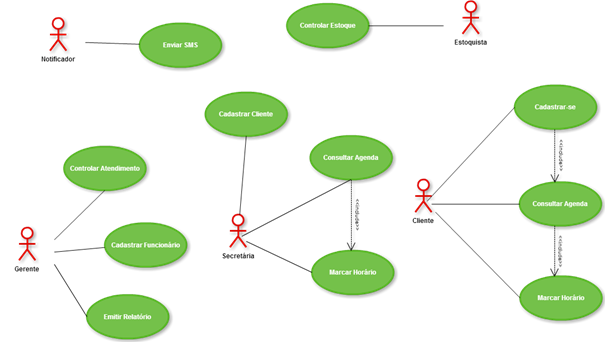 Controlar Estoque
Estoquista
Enviar SMS
Notificador
Cadastrar Cliente
Cadastrar-se
<<include>>
Controlar Atendimento
Consultar Agenda
<<include>>
Consultar Agenda
Cliente
Gerente
Cadastrar Funcionário
Secretária
<<include>>
Marcar Horário
Marcar Horário
Emitir Relatório